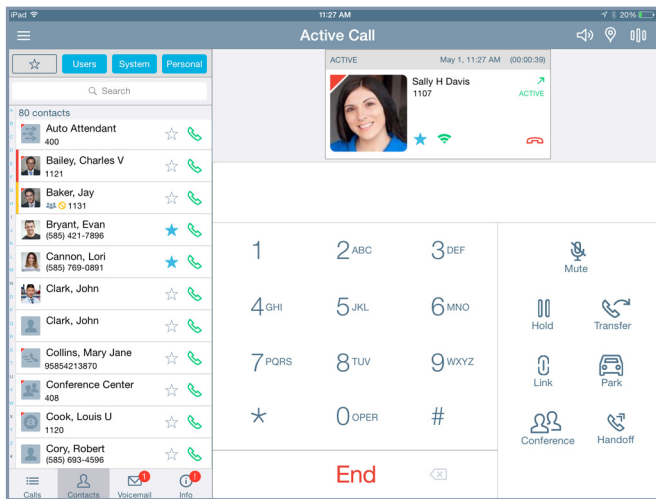 iPad
11:27 AM
20%
Active Call
Users
System
Personal
Search
80 contacts
Auto Attendant
400
Bailey, Charles V
1121
Baker, Jay
1131
Bryant, Evan
(585) 421-7896
Cannon, Lori
(585) 769-0891
Clark, John
Clark, John
Collins, Mary Jane
95854213870
Conference Center
408
Cook, Louis U
1120
Cory, Robert
(585) 693-4596
Calls
Contacts
Voicemail
1
Info
!
ACTIVE
May 1, 11:27 AM (00:00:39)
Sally H Davis
1107
ACTIVE
1
2 ABC
3 DEF
4 GHI
5 JKL
6 MNO
7 PQRS
8 TUV
9 WXYZ
*
0 OPER
#
End
Mute
Hold
Transfer
Link
Park
Conference
Handoff